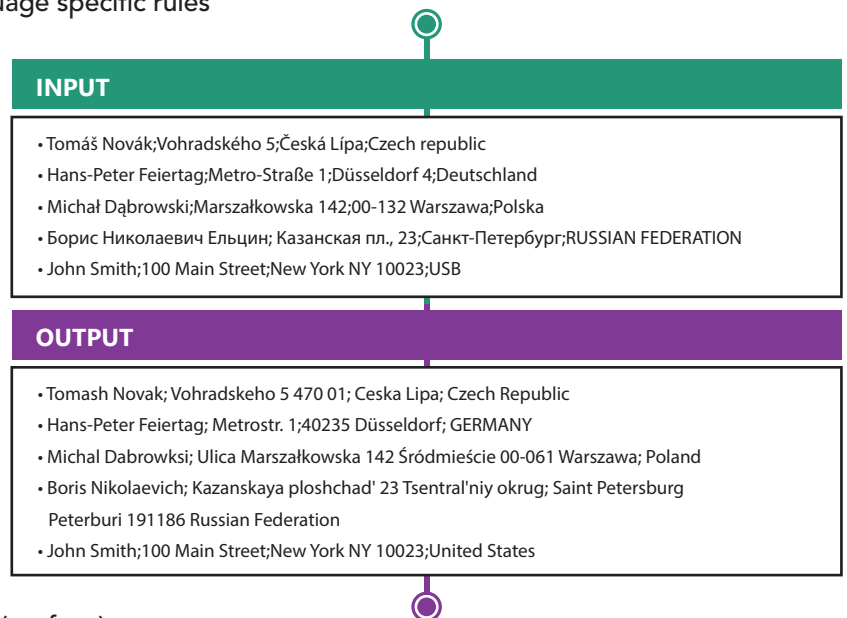 specific rules
INPUT
• Tomáš Novák;Vohradského 5;Česká Lípa;Czech republic
• Hans-Peter Feiertag;Metro-Straße 1;Düsseldorf 4;Deutschland
• Michał Dąbrowski;Marszałkowska 142;00-132 Warszawa;Polska
• Борис Николаевич Ельцин; Казанская пл., 23;Санкт-Петербург;RUSSIAN FEDERATION
• John Smith;100 Main Street;New York NY 10023;USB
OUTPUT
• Tomash Novak; Vohradskeho 5 470 01; Ceska Lipa; Czech Republic
• Hans-Peter Feiertag; Metrostr. 1;40235 Düsseldorf; GERMANY
• Michal Dabrowksi; Ulica Marszałkowska 142 Śródmieście 00-061 Warszawa; Poland
• Boris Nikolaevich; Kazanskaya ploshchad' 23 Tsentral'niy okrug; Saint Petersburg
Peterburi 191186 Russian Federation
• John Smith;100 Main Street;New York NY 10023;United States